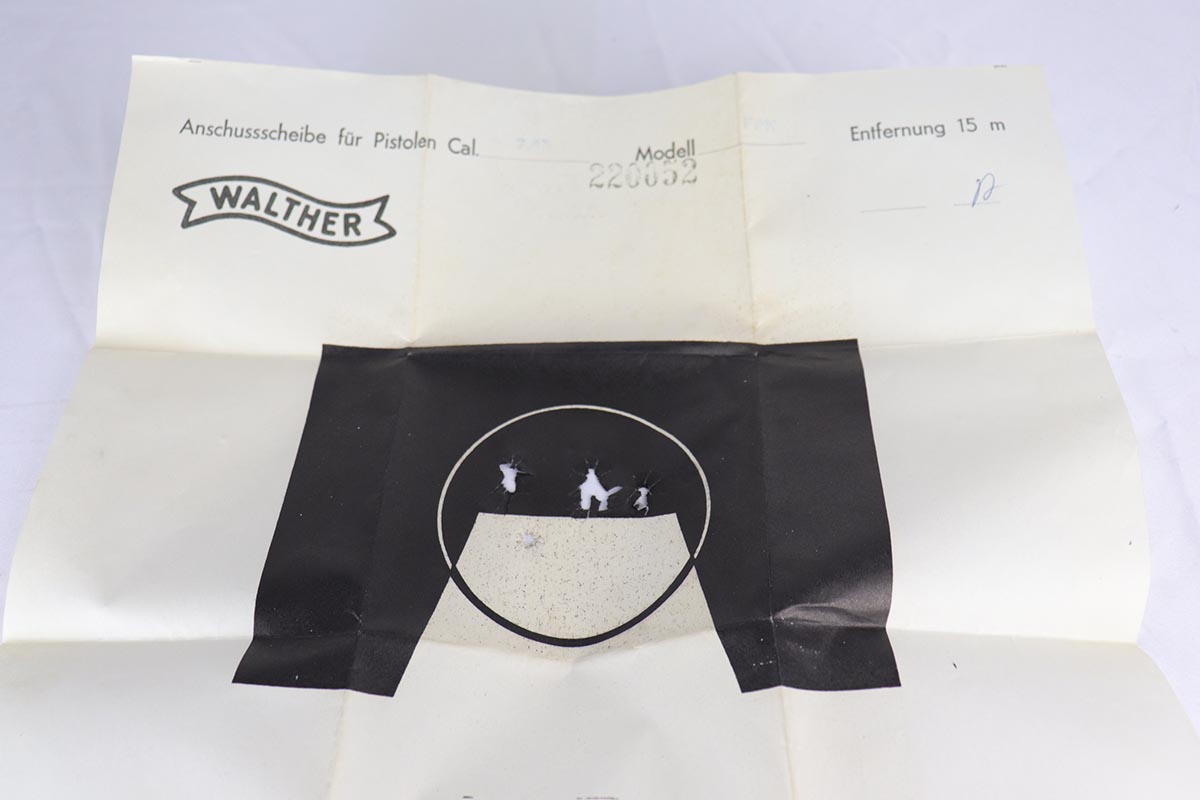 Anschussscheibe für Pistolen Cal. Modell Entfernung 15 m
220052
WALTHER